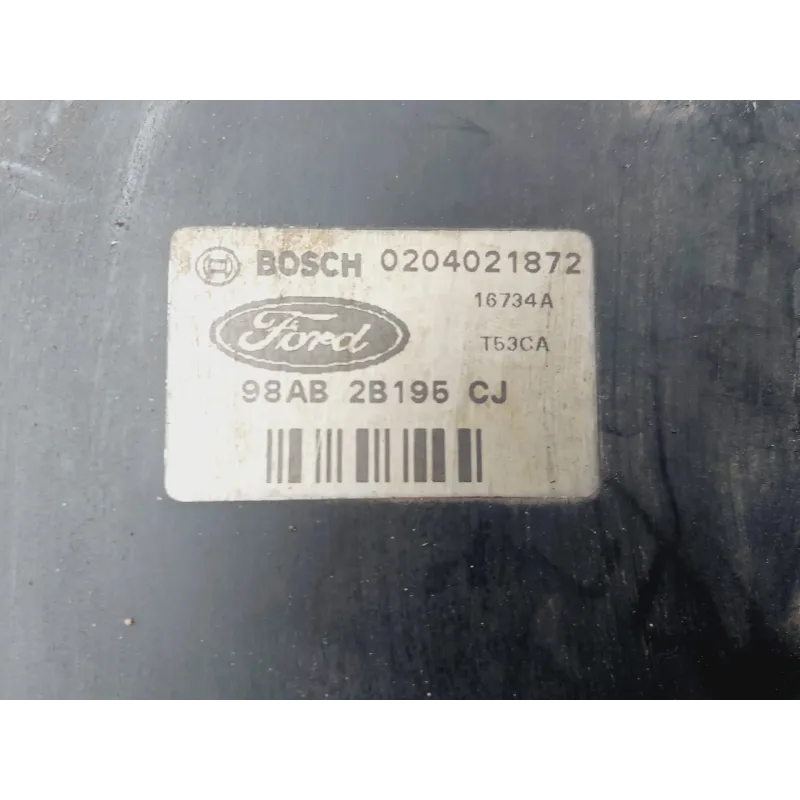 BOSCH 0204021872
16734A
Ford
T53CA
98AB 2B195 CJ